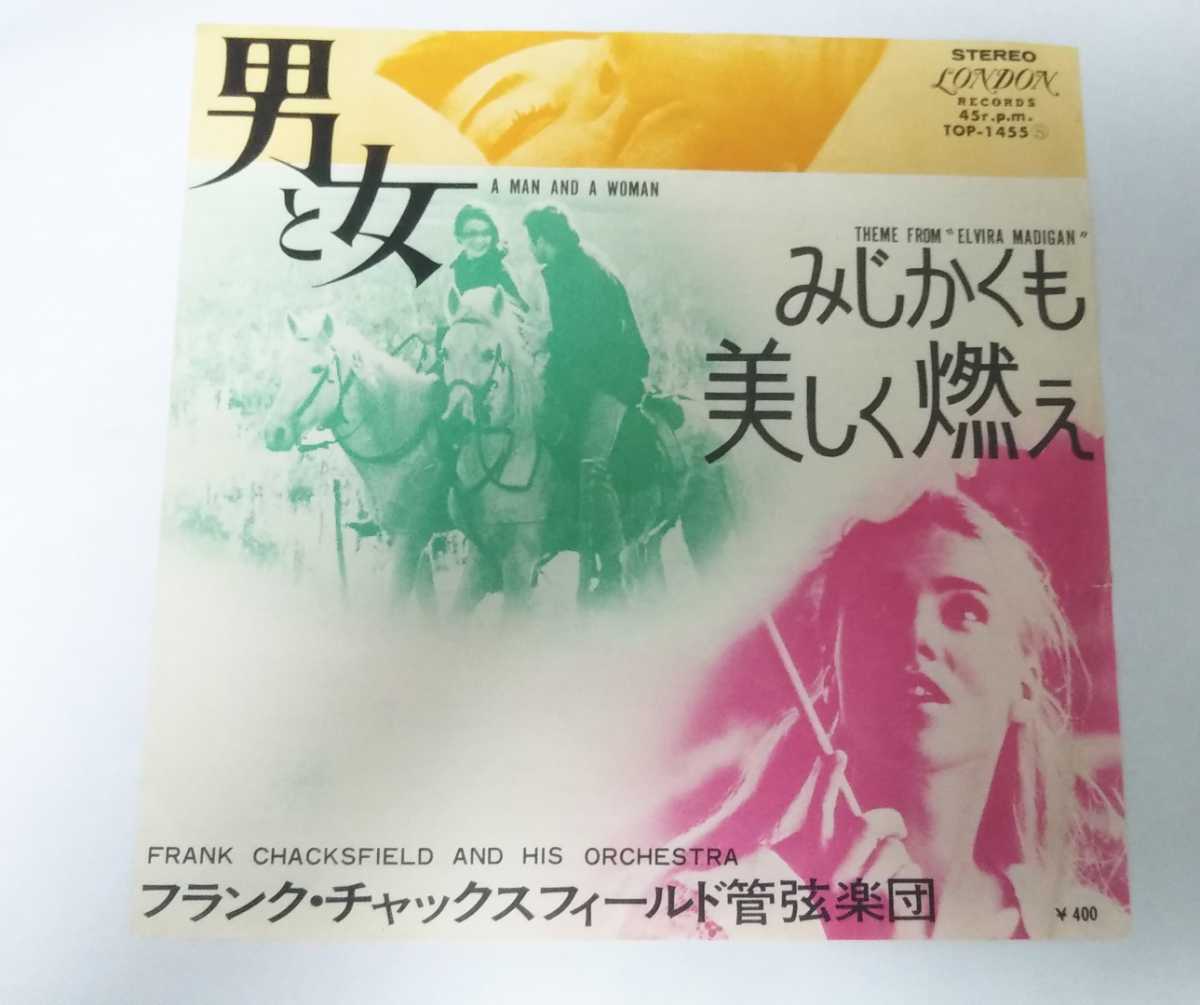 男と女
A MAN AND A WOMAN
STEREO
LONDON
RECORDS
45r.p.m.
TOP-1455Ⓢ
THEME FROM "ELVIRA MADIGAN"
みじかくも
美しく燃え
FRANK CHACKSFIELD AND HIS ORCHESTRA
フランク・チャックスフィールド管弦楽団
¥400